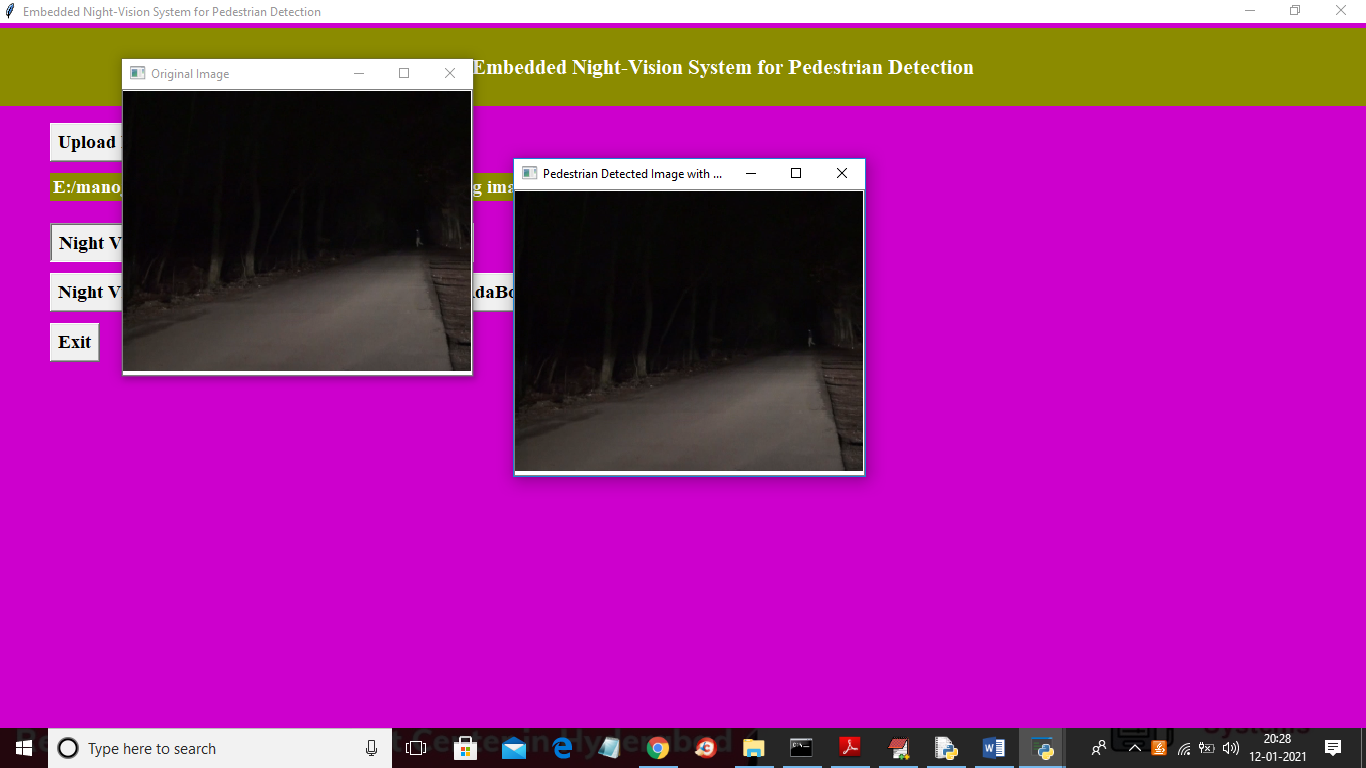 Embedded Night-Vision System for Pedestrian Detection
Embedded Night-Vision System for Pedestrian Detection
Original Image
Upload
Pedestrian Detected Image with ...
E:/mano
g ima
Night V
Night V
daBo
Exit
Type here to search
20:28
12-01-2021